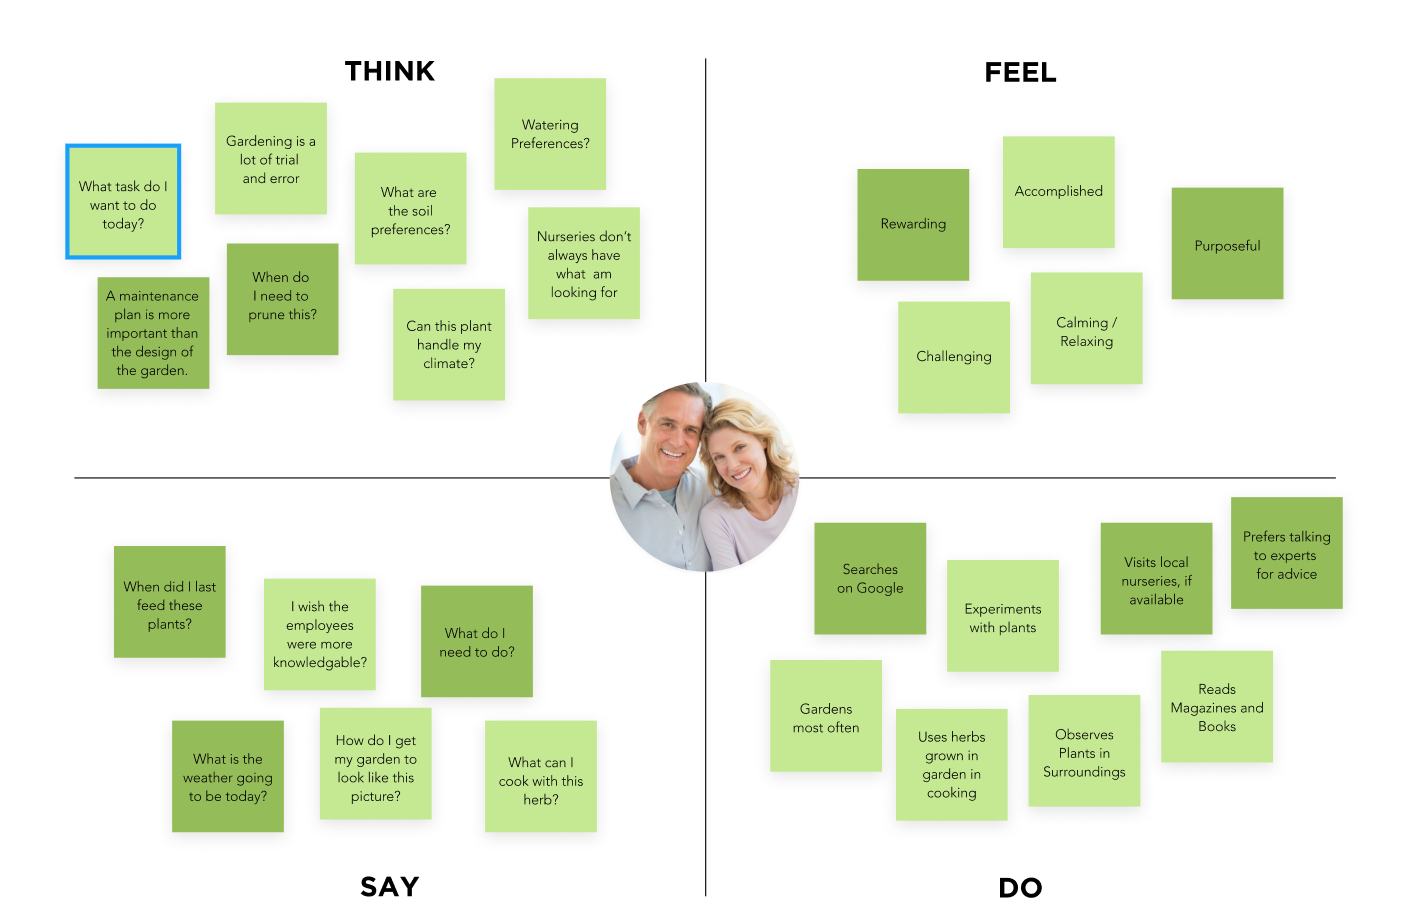 THINK
What task do I
want to do
today?
Gardening is a
lot of trial
and error
What are
the soil
preferences?
Watering
Preferences?
A maintenance
plan is more
important than
the design of
the garden.
When do
I need to
prune this?
Can this plant
handle my
climate?
Nurseries don't
always have
what am
looking for
FEEL
Rewarding
Accomplished
Purposeful
Challenging
Calming /
Relaxing
When did I last
feed these
plants?
I wish the
employees
were more
knowledgable?
What do I
need to do?
What is the
weather going
to be today?
How do I get
my garden to
look like this
picture?
What can I
cook with this
herb?
SAY
Searches
on Google
Experiments
with plants
Visits local
nurseries, if
available
Prefers talking
to experts
for advice
Gardens
most often
Uses herbs
grown in
garden in
cooking
Observes
Plants in
Surroundings
Reads
Magazines and
Books
DO